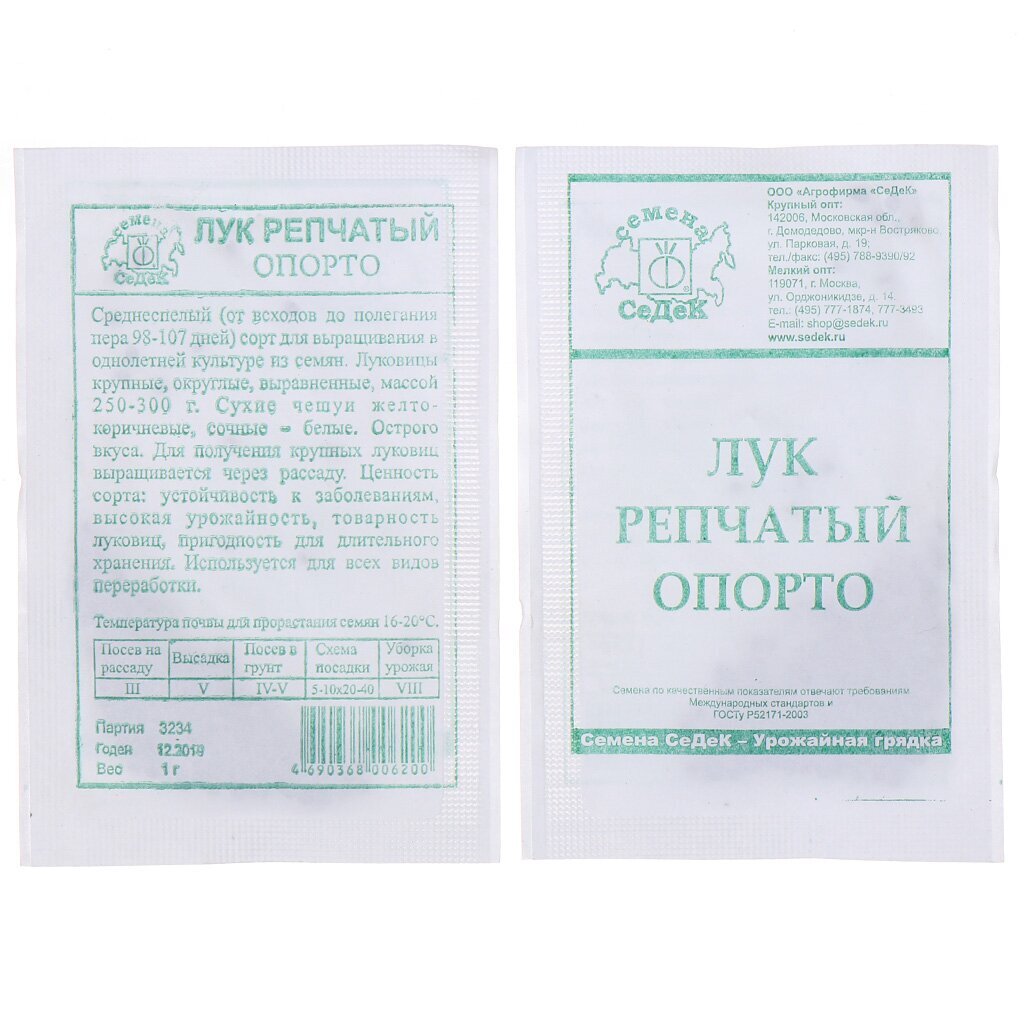 семена
СеДеК
ЛУК РЕПЧАТЫЙ
ОПОРТО
Среднеспелый (от всходов до полегания
пера 98-107 дней) сорт для выращивания в
однолетней культуре из семян. Луковицы
крупные, округлые, выравненные, массой
250-300 г. Сухие чешуи желто-
коричневые, сочные – белые. Острого
вкуса. Для получения крупных луковиц
выращивается через рассаду. Ценность
сорта: устойчивость к заболеваниям,
высокая урожайность, товарность
луковиц, пригодность для длительного
хранения. Используется для всех видов
переработки.
Температура почвы для прорастания семян 16-20°С.
Посев на рассаду Высадка Посев в грунт Схема посадки Уборка урожая
III V IV-V 5-10х20-40 VIII
Партия 3234
Годен 12.2018
Вес 1 г
4 690368 006200
семена
СеДеК
®
ООО «Агрофирма «СеДеК»
Крупный опт:
142006, Московская обл.,
г. Домодедово, мкр-н Востряково,
ул. Парковая, д. 19;
тел./факс: (495) 788-9390/92
Мелкий опт:
119071, г. Москва,
ул. Орджоникидзе, д. 14.
тел.: (495) 777-1874, 777-3493
E-mail: shop@sedek.ru
www.sedek.ru
ЛУК
РЕПЧАТЫЙ
ОПОРТО
Семена по качественным показателям отвечают требованиям
Международных стандартов и
ГОСТу Р52171-2003
Семена СеДеК – Урожайная грядка